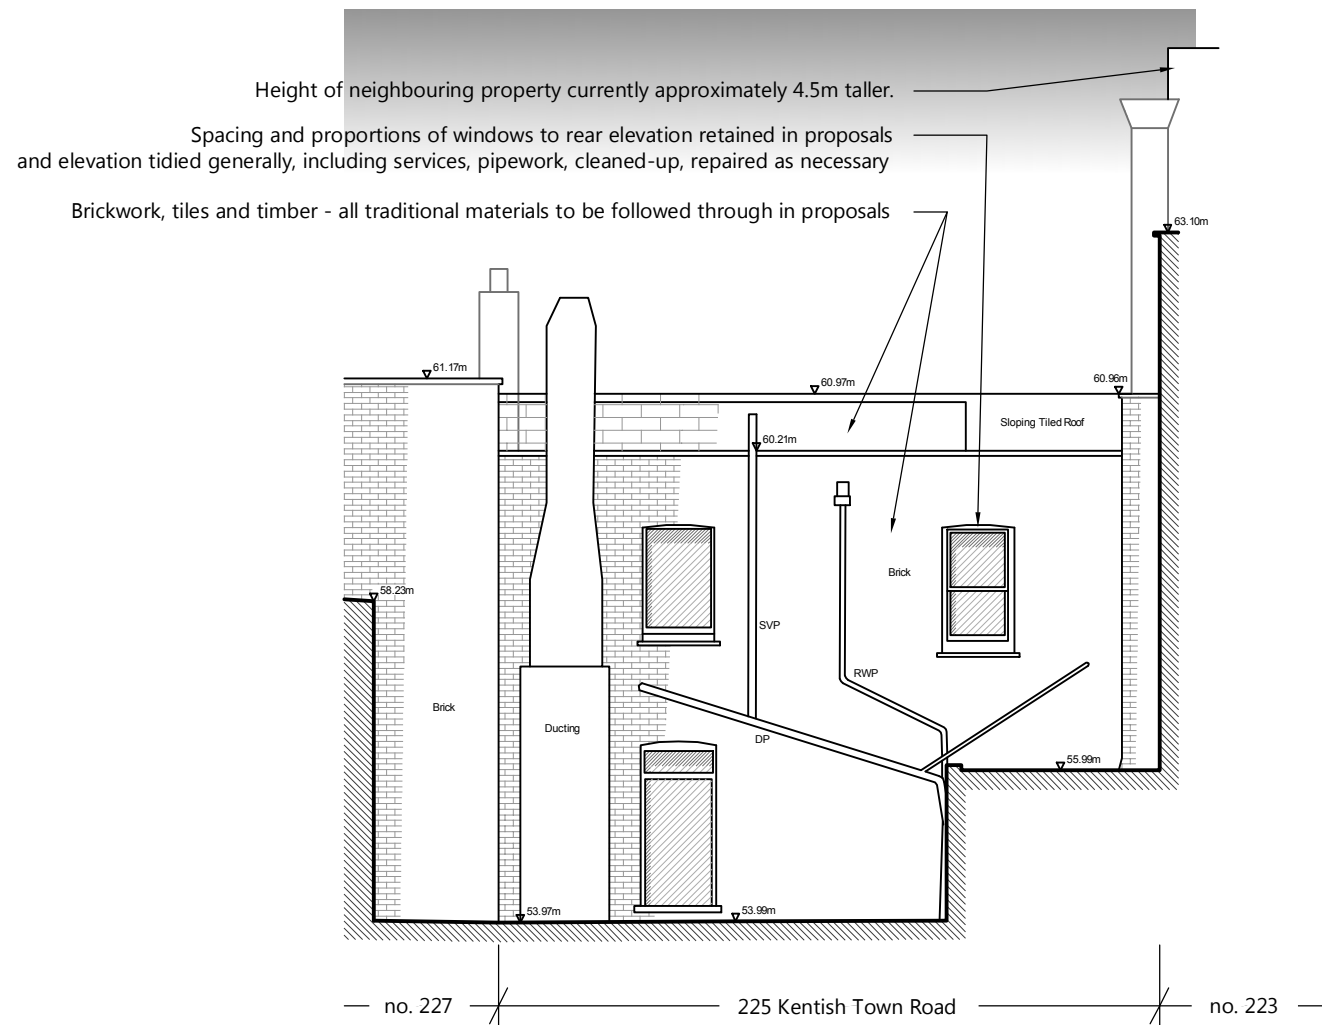 Height of neighbouring property currently approximately 4.5m taller.
Spacing and proportions of windows to rear elevation retained in proposals
and elevation tidied generally, including services, pipework, cleaned-up, repaired as necessary
Brickwork, tiles and timber - all traditional materials to be followed through in proposals
63.10m
61.17m
60.97m
60.96m
Sloping Tiled Roof
60.21m
Brick
58.23m
SVP
RWP
Brick
Ducting
DP
55.99m
53.97m
53.99m
no. 227
225 Kentish Town Road
no. 223